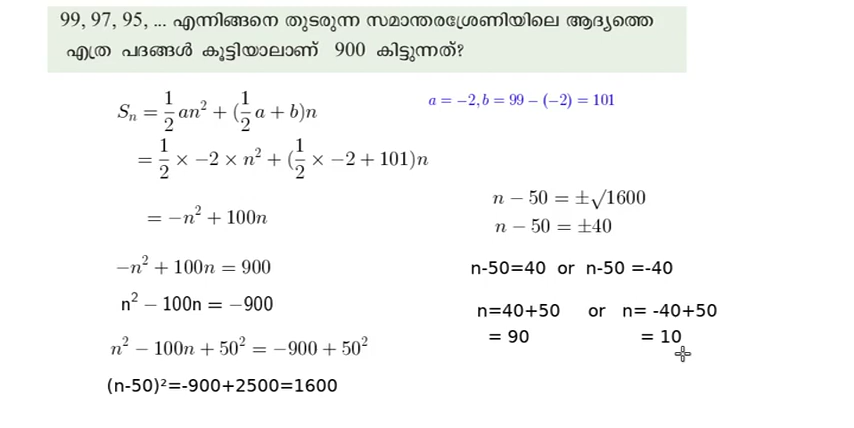 99, 97, 95, ... എന്നിങ്ങനെ തുടരുന്ന സമാന്തരശ്രേണിയിലെ ആദ്യത്തെ
എത്ര പദങ്ങൾ കൂട്ടിയാലാണ് 900 കിട്ടുന്നത്?
Sₙ = 1/2 an² + (1/2 a + b)n
a = −2, b = 99 − (−2) = 101
= 1/2 × −2 × n² + (1/2 × −2 + 101)n
= −n² + 100n
−n² + 100n = 900
n² − 100n = −900
n² − 100n + 50² = −900 + 50²
(n-50)²=-900+2500=1600
n − 50 = ±√1600
n − 50 = ±40
n-50=40 or n-50 =-40
n=40+50 or n= -40+50
= 90 = 10